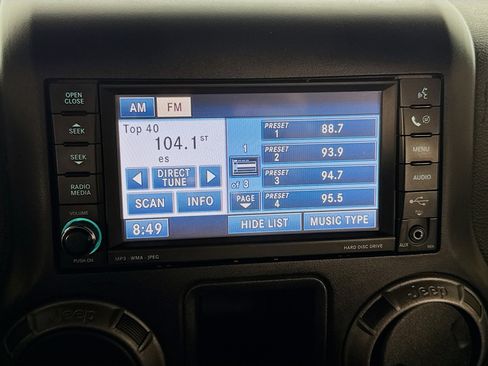 OPEN
CLOSE
SEEK
SEEK
RADIO
MEDIA
VOLUME
PUSH ON
AM
FM
Top 40
104.1 ST
es
DIRECT
TUNE
SCAN
INFO
8:49
1
of 3
PAGE
PRESET
1
88.7
PRESET
2
93.9
PRESET
3
94.7
PRESET
4
95.5
HIDE LIST
MUSIC TYPE
MENU
AUDIO
AUX
MP3 · WMA · JPEG
HARD DISC DRIVE
Jeep
Jeep